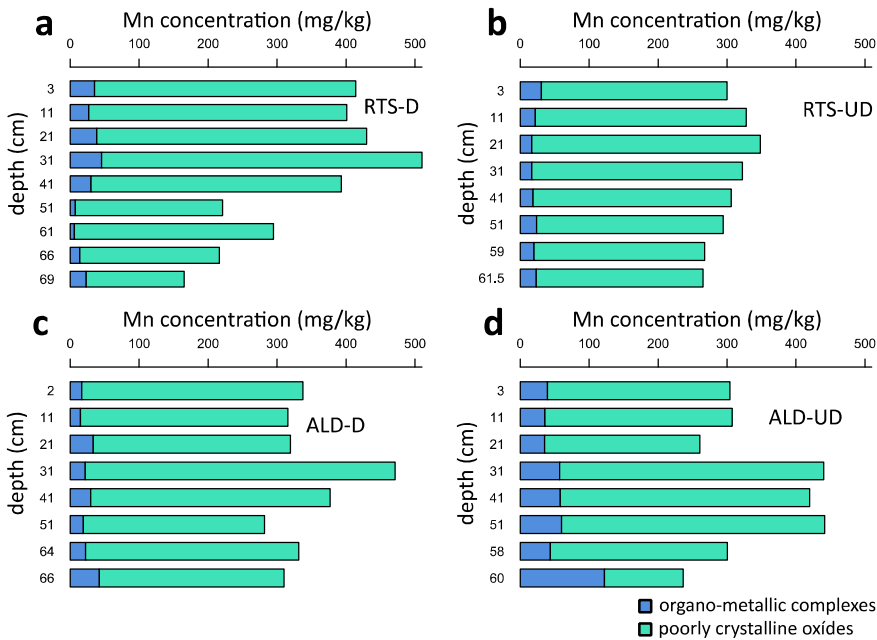 a
Mn concentration (mg/kg)
0 100 200 300 400 500
depth (cm)
3
11
21
31
41
51
61
66
69
RTS-D
b
Mn concentration (mg/kg)
0 100 200 300 400 500
depth (cm)
3
11
21
31
41
51
59
61.5
RTS-UD
c
Mn concentration (mg/kg)
0 100 200 300 400 500
depth (cm)
2
11
21
31
41
51
64
66
ALD-D
d
Mn concentration (mg/kg)
0 100 200 300 400 500
depth (cm)
3
11
21
31
41
51
58
60
ALD-UD
organo-metallic complexes
poorly crystalline oxídes